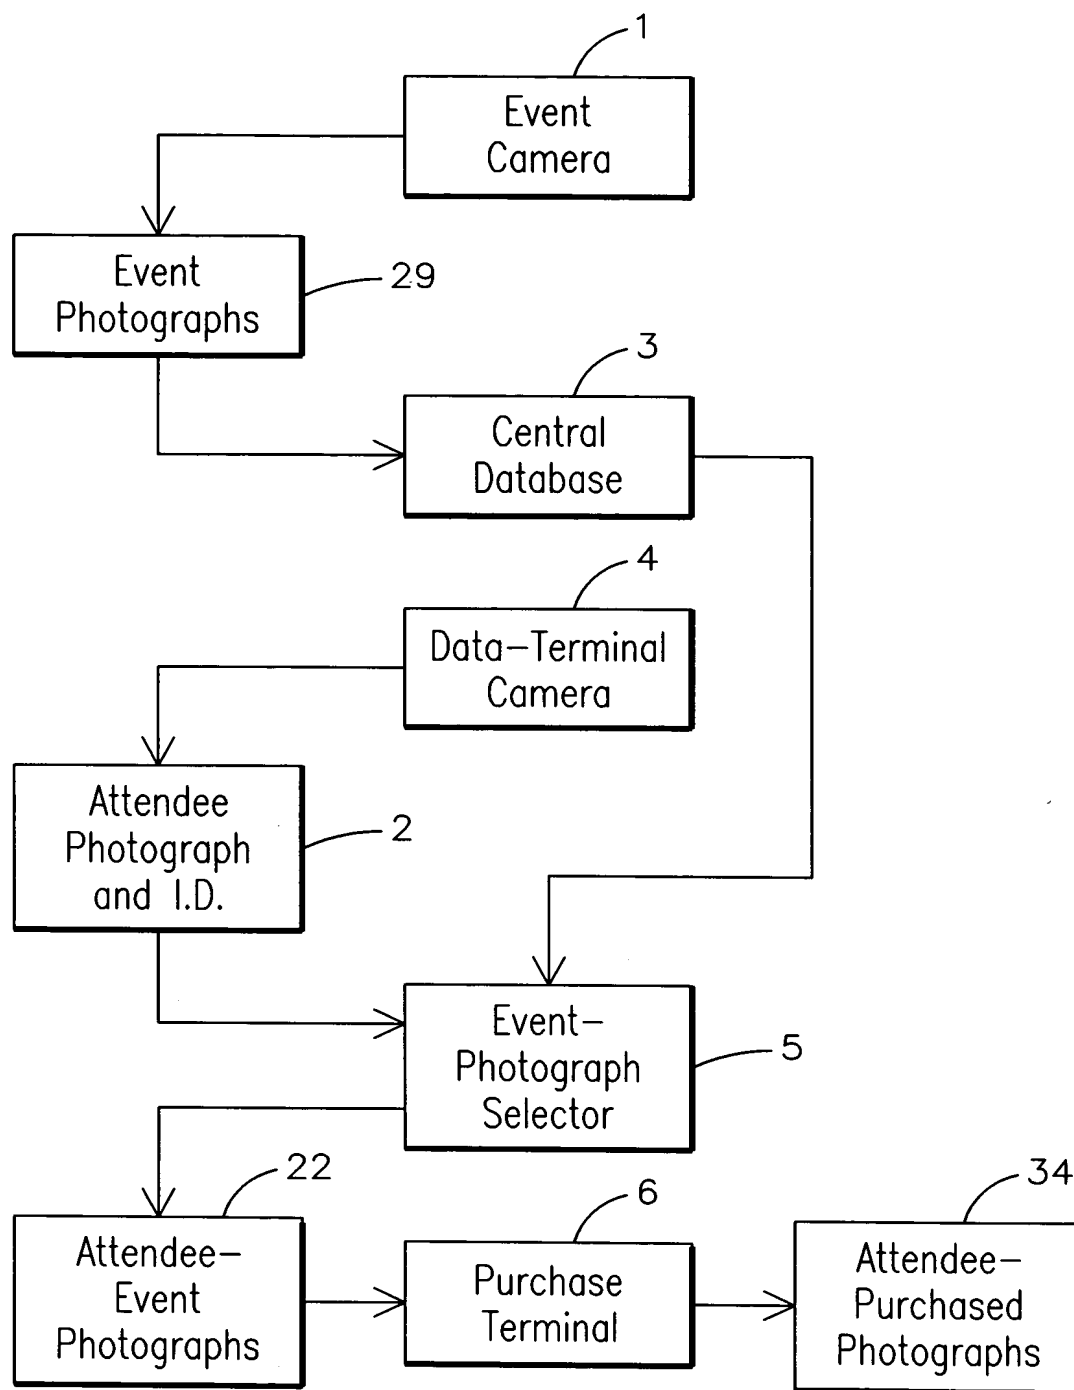 1
Event
Camera
Event
Photographs
29
3
Central
Database
4
Data-Terminal
Camera
Attendee
Photograph
and I.D.
2
Event-
Photograph
Selector
5
22
Attendee-
Event
Photographs
6
Purchase
Terminal
34
Attendee-
Purchased
Photographs